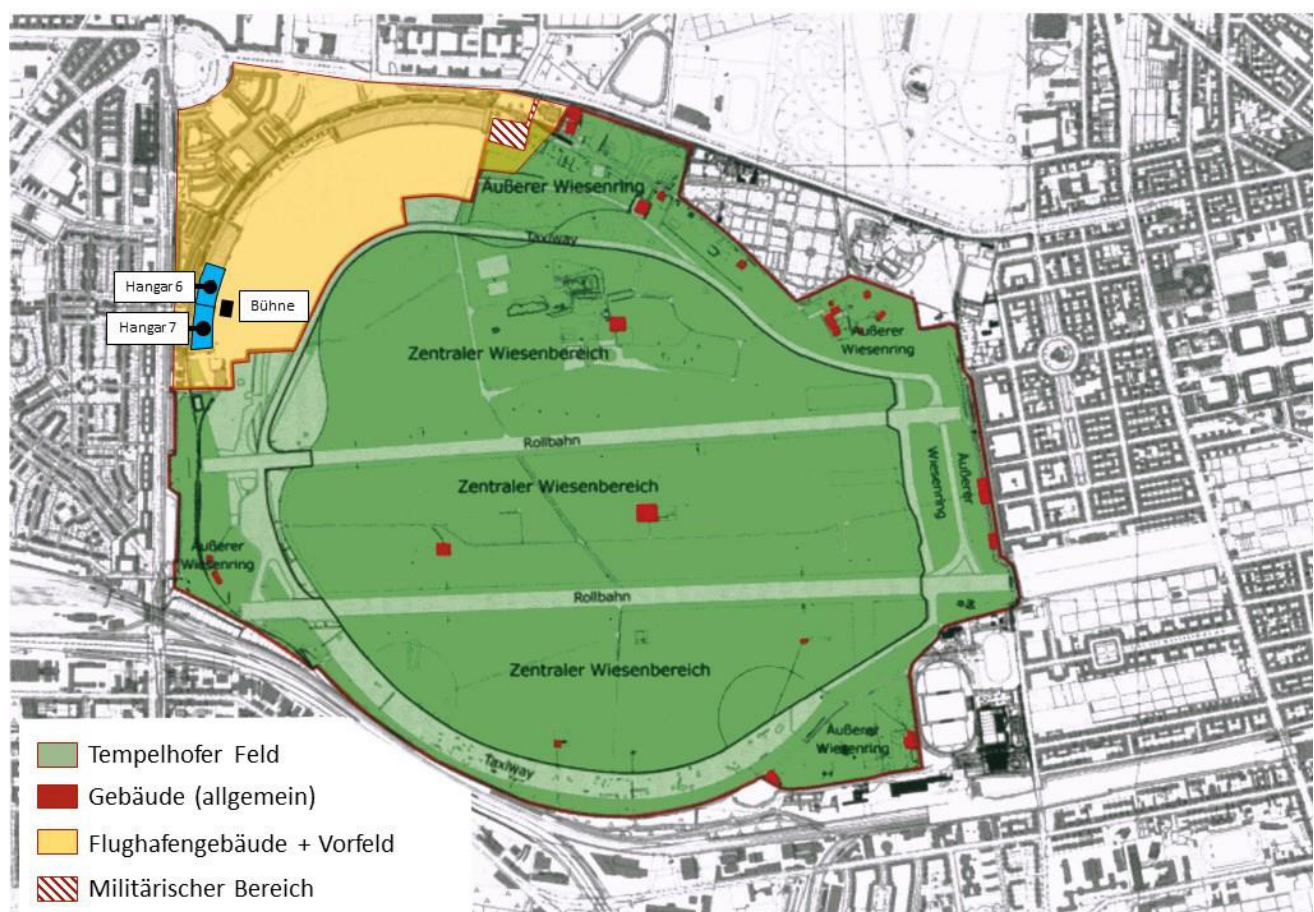 Äußerer Wiesenring
Taxiway
Hangar 6
Bühne
Hangar 7
Zentraler Wiesenbereich
Äußerer
Wiesenring
Rollbahn
Äußerer
Wiesenring
Zentraler Wiesenbereich
Äußerer
Wiesenring
Rollbahn
Zentraler Wiesenbereich
Äußerer
Wiesenring
Taxiway
Tempelhofer Feld
Gebäude (allgemein)
Flughafengebäude + Vorfeld
Militärischer Bereich